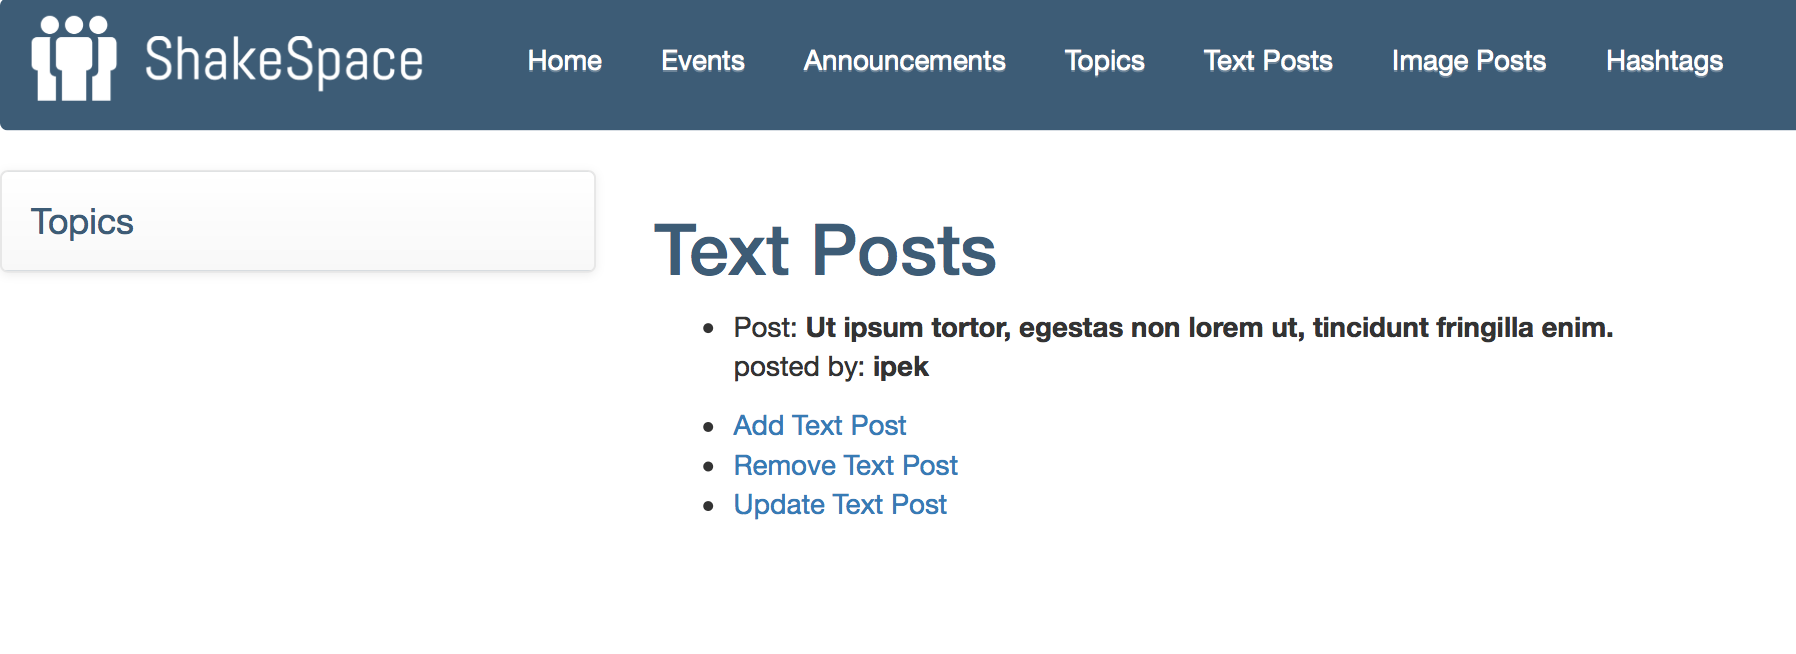 ShakeSpace Home Events Announcements Topics Text Posts Image Posts Hashtags
Topics
Text Posts
Post: Ut ipsum tortor, egestas non lorem ut, tincidunt fringilla enim.
posted by: ipek
Add Text Post
Remove Text Post
Update Text Post